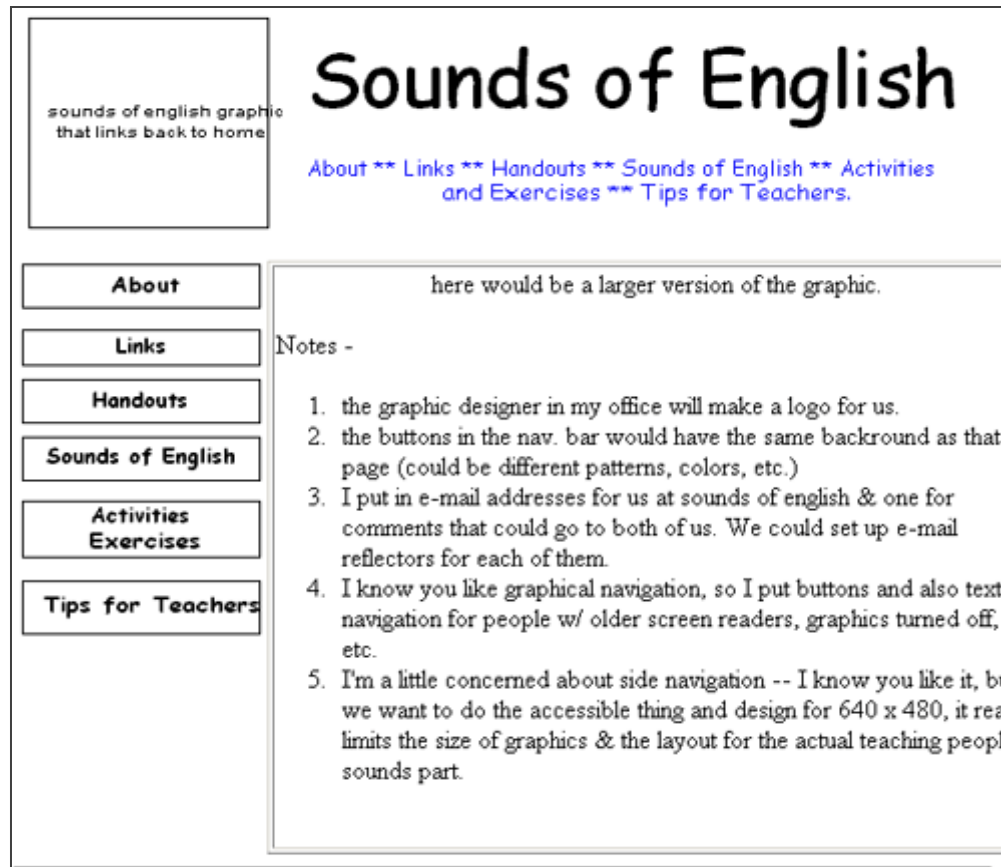 sounds of english graphic
that links back to home
Sounds of English
About ** Links ** Handouts ** Sounds of English ** Activities
and Exercises ** Tips for Teachers.
About
Links
Handouts
Sounds of English
Activities
Exercises
Tips for Teachers
here would be a larger version of the graphic.
Notes -
1. the graphic designer in my office will make a logo for us.
2. the buttons in the nav. bar would have the same backround as that
page (could be different patterns, colors, etc.)
3. I put in e-mail addresses for us at sounds of english & one for
comments that could go to both of us. We could set up e-mail
reflectors for each of them.
4. I know you like graphical navigation, so I put buttons and also text
navigation for people w/ older screen readers, graphics turned off,
etc.
5. I'm a little concerned about side navigation -- I know you like it,
we want to do the accessible thing and design for 640 x 480, it
limits the size of graphics & the layout for the actual teaching
sounds part.